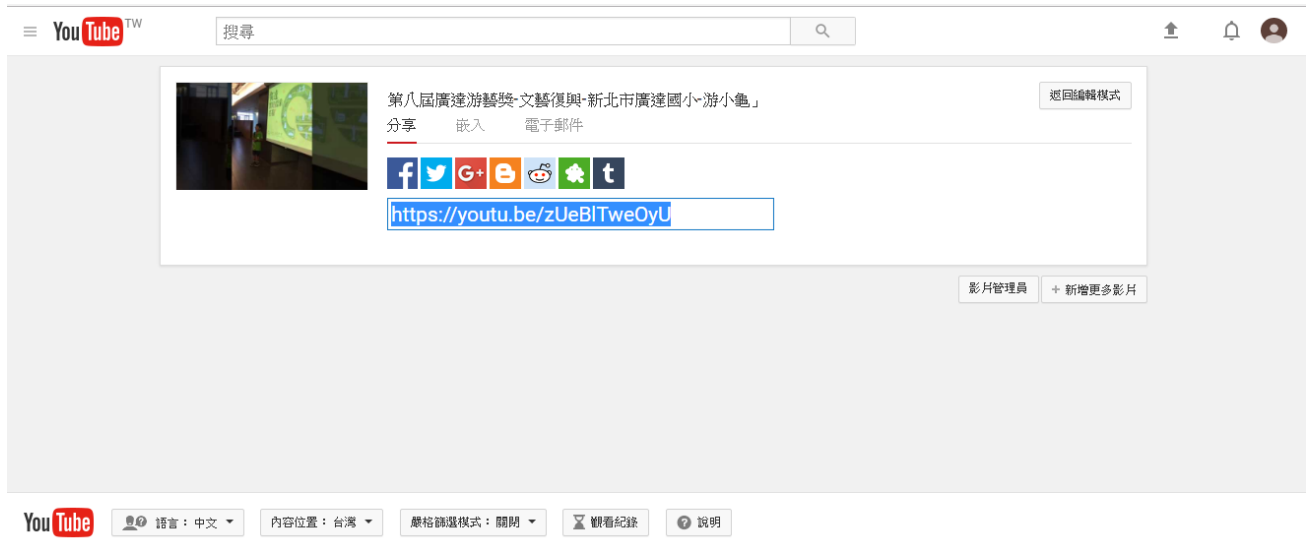 YouTube TW
搜尋
第八屆廣達游藝獎-文藝復興-新北市廣達國小-游小龜」
返回編輯模式
分享 嵌入 電子郵件
https://youtu.be/zUeBlTweOyU
影片管理員 + 新增更多影片
YouTube 語言：中文 內容位置：台灣 嚴格篩選模式：關閉 觀看紀錄 說明